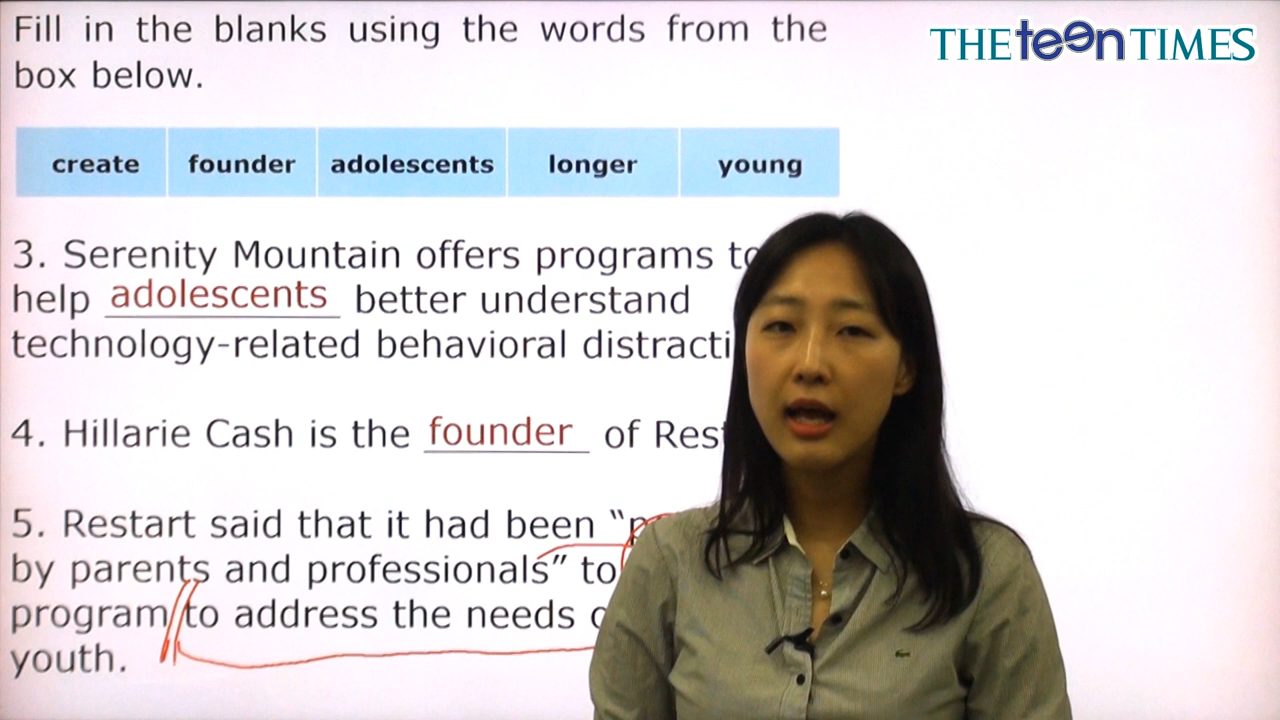 Fill in the blanks using the words from the
box below.
THE teen TIMES
create founder adolescents longer young
3. Serenity Mountain offers programs to
help adolescents better understand
technology-related behavioral distracti
4. Hillarie Cash is the founder of Rest
5. Restart said that it had been “p
by parents and professionals” to
program to address the needs o
youth.